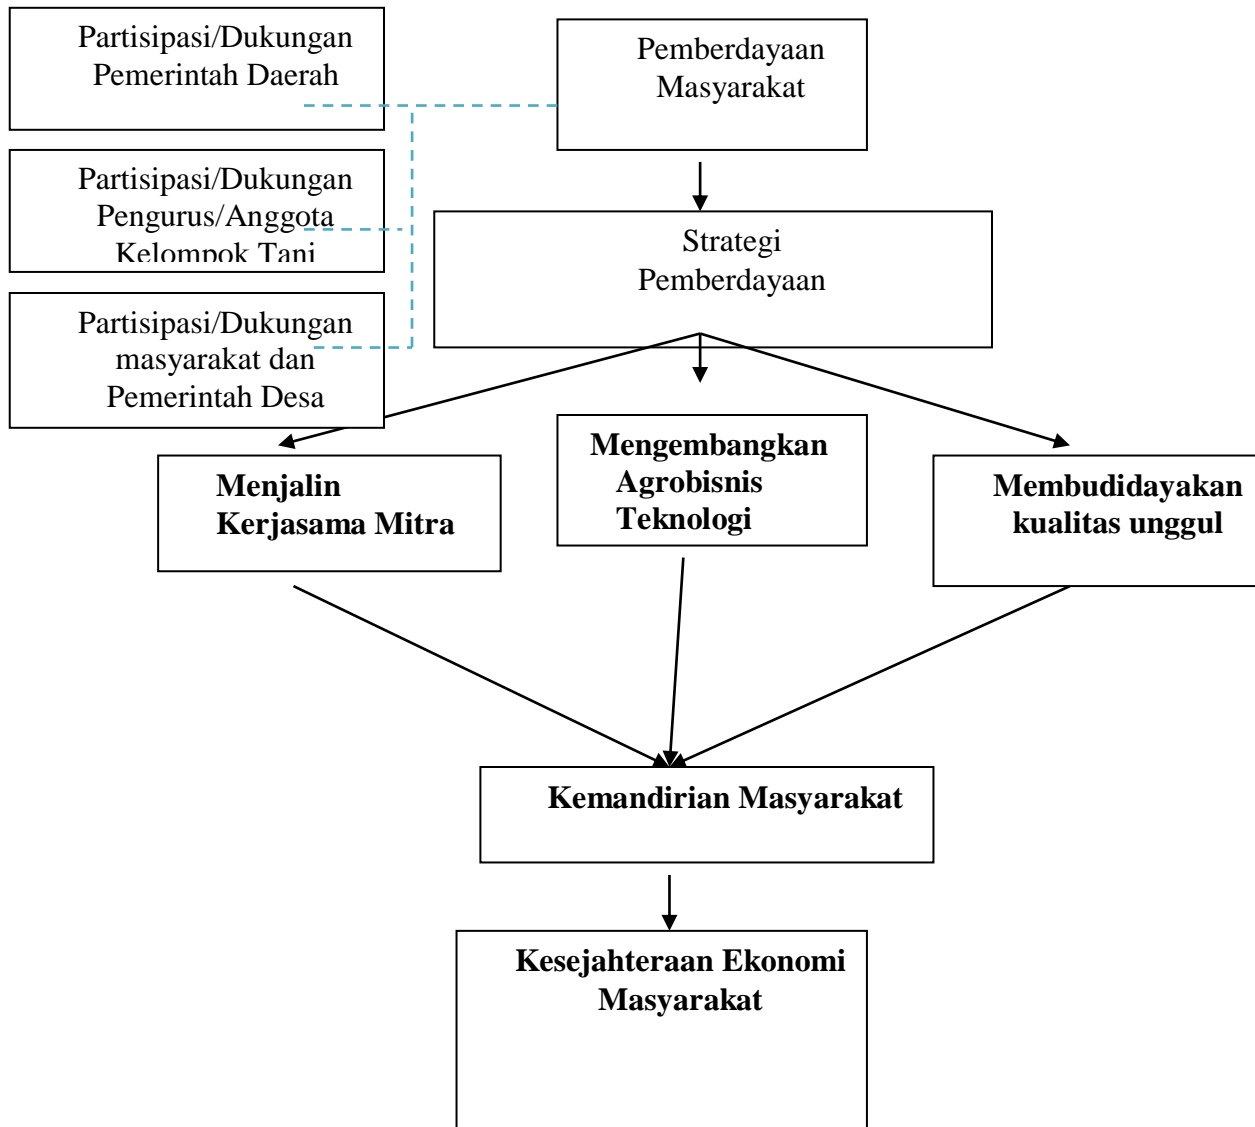 Partisipasi/Dukungan
Pemerintah Daerah
Pemberdayaan
Masyarakat
Partisipasi/Dukungan
Pengurus/Anggota
Kelompok Tani
Strategi
Pemberdayaan
Partisipasi/Dukungan
masyarakat dan
Pemerintah Desa
Menjalin
Kerjasama Mitra
Mengembangkan
Agrobisnis
Teknologi
Membudidayakan
kualitas unggul
Kemandirian Masyarakat
Kesejahteraan Ekonomi
Masyarakat